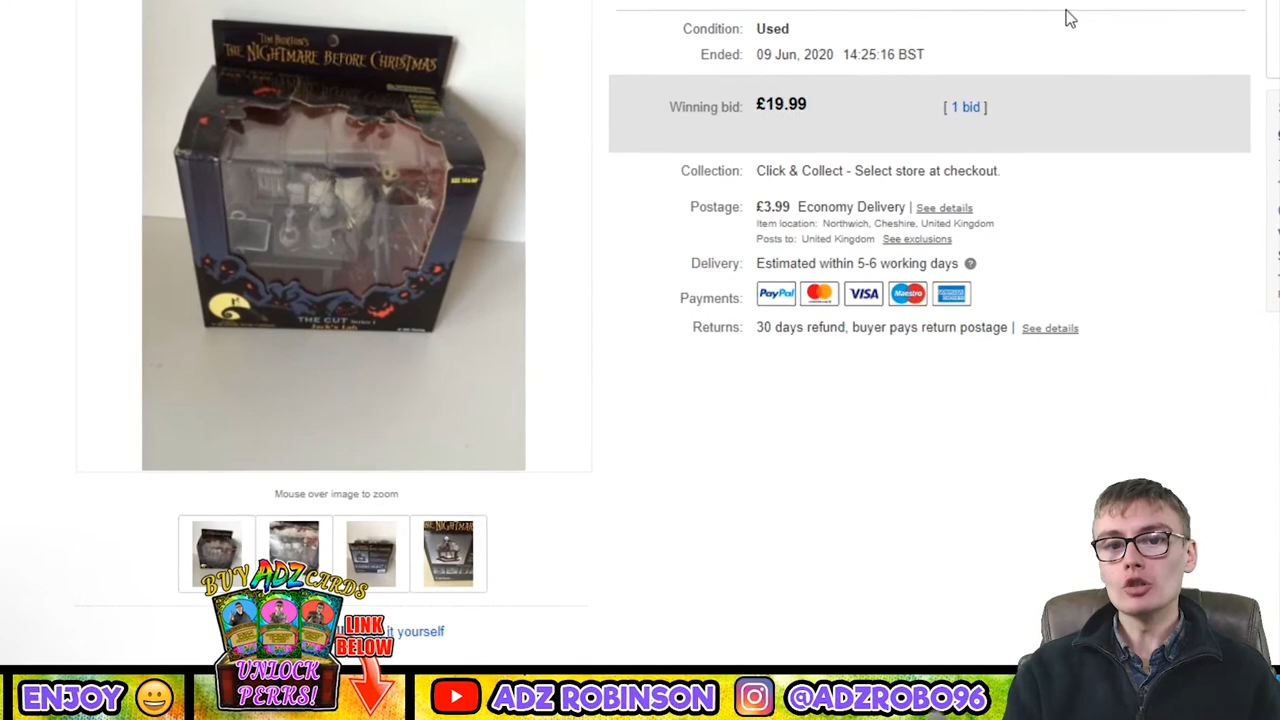 TIM BURTON'S
THE NIGHTMARE BEFORE CHRISTMAS
THE CUT SERIES 1
Jack's Lab
Condition: Used
Ended: 09 Jun, 2020 14:25:16 BST
Winning bid: £19.99 [ 1 bid ]
Collection: Click & Collect - Select store at checkout.
Postage: £3.99 Economy Delivery | See details
Item location: Northwich, Cheshire, United Kingdom
Posts to: United Kingdom See exclusions
Delivery: Estimated within 5-6 working days ?
Payments: PayPal VISA Maestro
Returns: 30 days refund, buyer pays return postage | See details
Mouse over image to zoom
THE NIGHTMAR
it yourself
BUY ADZ CARDS
LINK
BELOW
UNLOCK
PERKS!
ENJOY
ADZ ROBINSON
@ADZROBO96